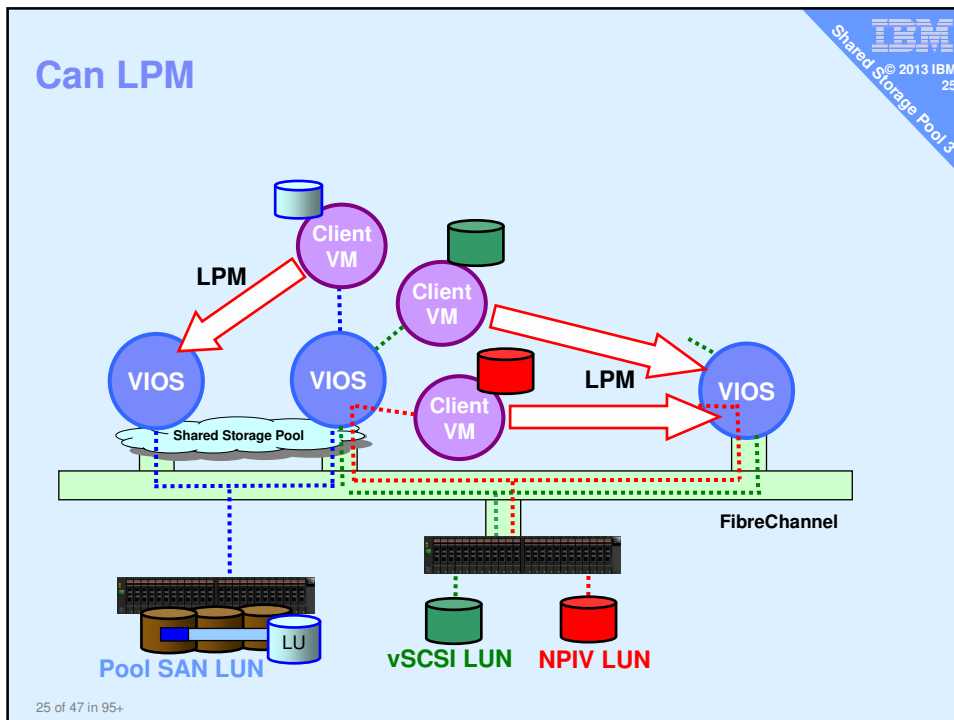 Can LPM
IBM
© 2013 IBM
25
Shared Storage Pool 3
Client
VM
LPM
Client
VM
VIOS
VIOS
LPM
VIOS
Client
VM
Shared Storage Pool
FibreChannel
LU
Pool SAN LUN
vSCSI LUN
NPIV LUN
25 of 47 in 95+